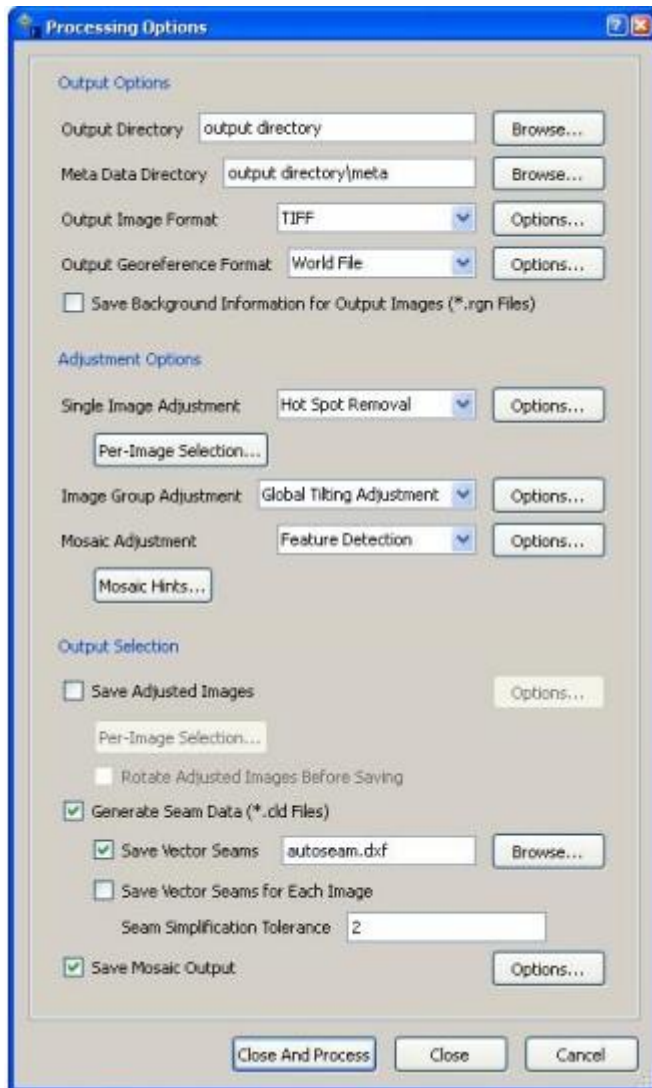 Processing Options
Output Options
Output Directory output directory Browse...
Meta Data Directory output directory\meta Browse...
Output Image Format TIFF Options...
Output Georeference Format World File Options...
Save Background Information for Output Images (*.rgn Files)
Adjustment Options
Single Image Adjustment Hot Spot Removal Options...
Per-Image Selection...
Image Group Adjustment Global Tilting Adjustment Options...
Mosaic Adjustment Feature Detection Options...
Mosaic Hints...
Output Selection
Save Adjusted Images Options...
Per-Image Selection...
Rotate Adjusted Images Before Saving
Generate Seam Data (*.cld Files)
Save Vector Seams autoseam.dxf Browse...
Save Vector Seams for Each Image
Seam Simplification Tolerance 2
Save Mosaic Output Options...
Close And Process Close Cancel